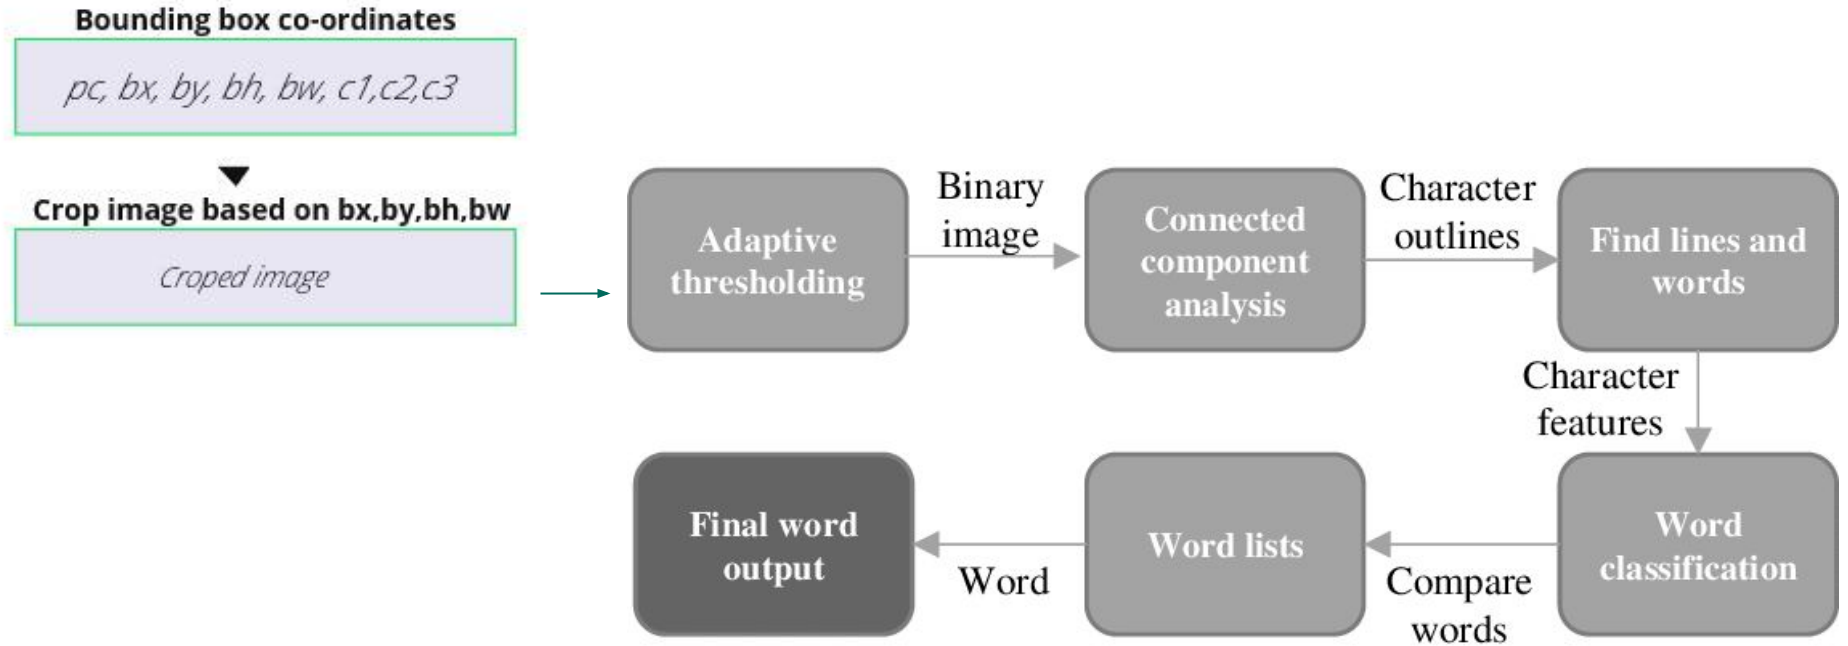 Bounding box co-ordinates
pc, bx, by, bh, bw, c1,c2,c3
Crop image based on bx,by,bh,bw
Croped image
Adaptive
thresholding
Binary
image
Connected
component
analysis
Character
outlines
Find lines and
words
Character
features
Word
classification
Compare
words
Word lists
Word
Final word
output